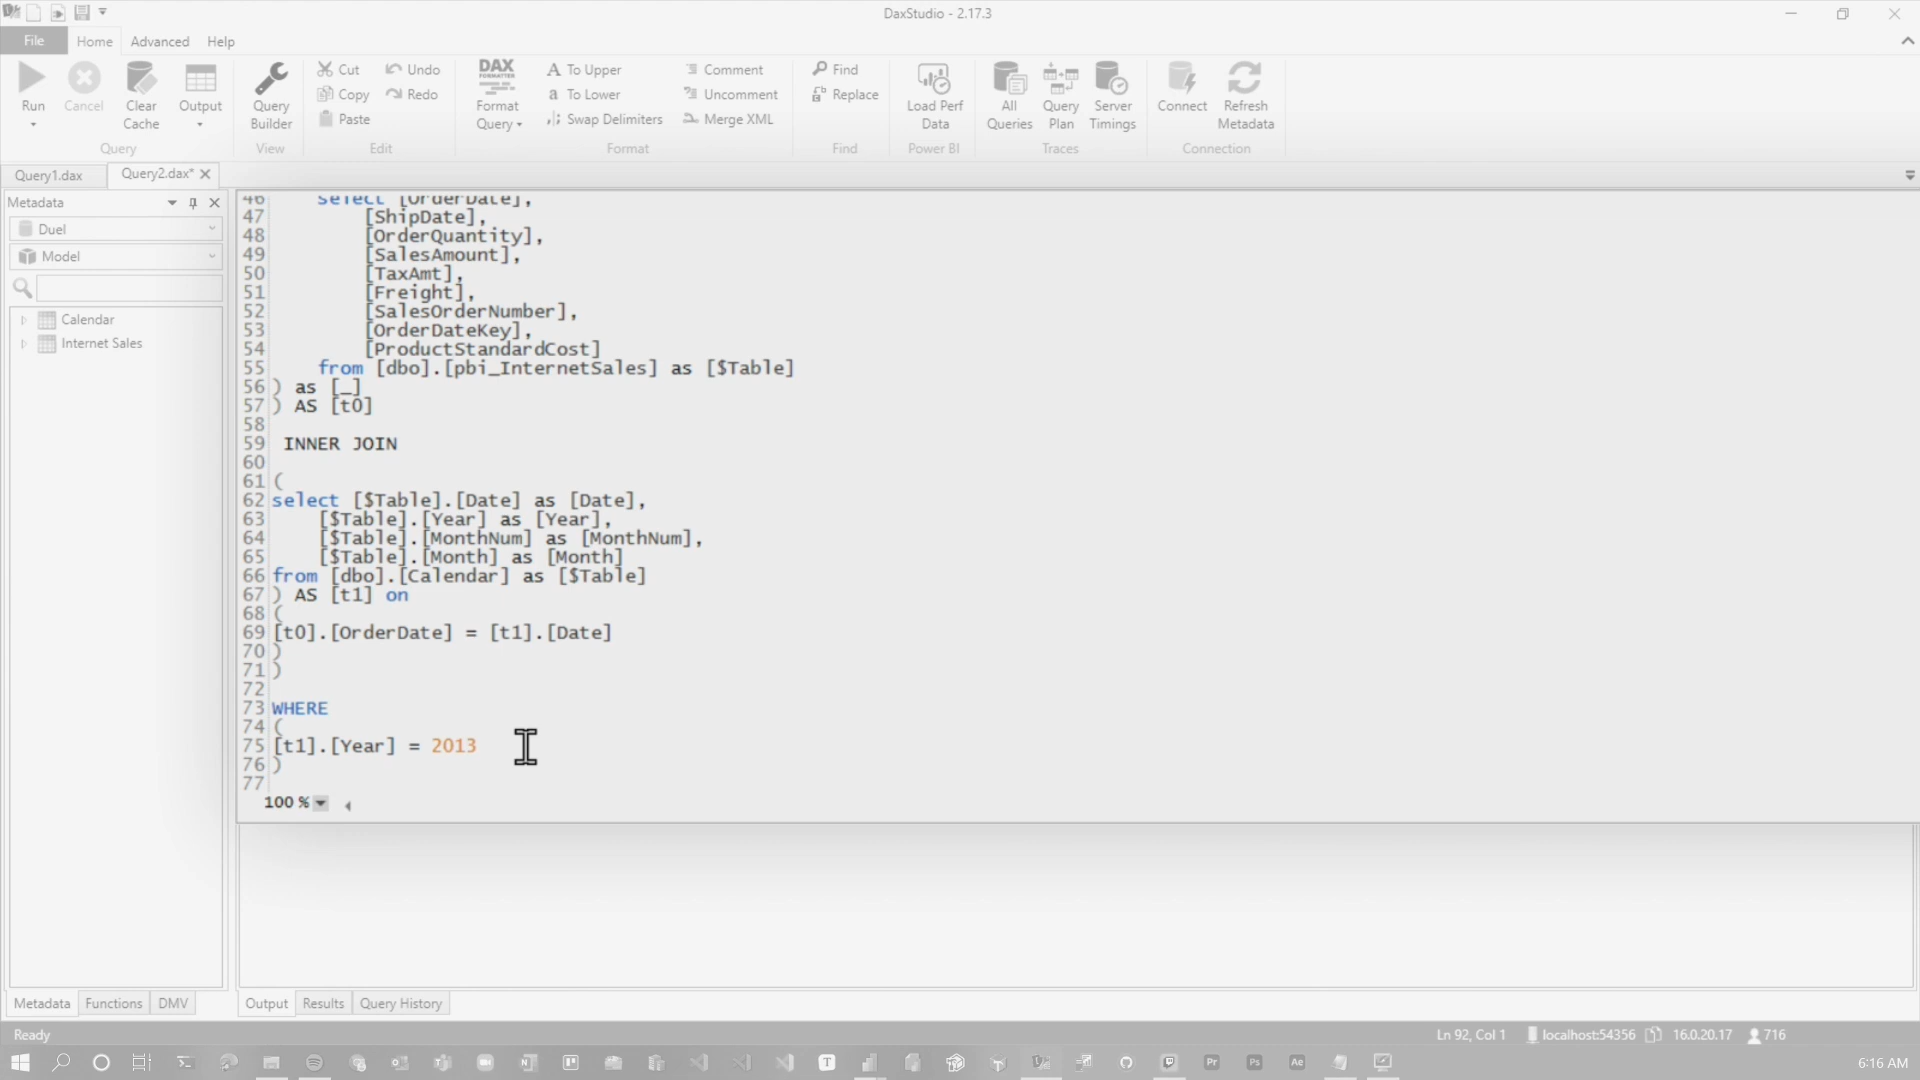 DaxStudio - 2.17.3
File Home Advanced Help
Run
Cancel
Clear Cache
Output
Query
Query Builder
View
Cut
Copy
Paste
Undo
Redo
Edit
DAX
FORMATTER
Format Query
To Upper
To Lower
Swap Delimiters
Comment
Uncomment
Merge XML
Format
Find
Replace
Find
Load Perf Data
Power BI
All Queries
Query Plan
Server Timings
Traces
Connect
Refresh Metadata
Connection
Query1.dax Query2.dax*
Metadata
Duel
Model
Calendar
Internet Sales
46 select [OrderDate],
47 [ShipDate],
48 [OrderQuantity],
49 [SalesAmount],
50 [TaxAmt],
51 [Freight],
52 [SalesOrderNumber],
53 [OrderDateKey],
54 [ProductStandardCost]
55 from [dbo].[pbi_InternetSales] as [$Table]
56 ) as [_]
57 ) AS [t0]
58
59 INNER JOIN
60
61 (
62 select [$Table].[Date] as [Date],
63 [$Table].[Year] as [Year],
64 [$Table].[MonthNum] as [MonthNum],
65 [$Table].[Month] as [Month]
66 from [dbo].[Calendar] as [$Table]
67 ) AS [t1] on
68 (
69 [t0].[OrderDate] = [t1].[Date]
70 )
71 )
72
73 WHERE
74 (
75 [t1].[Year] = 2013
76 )
77
100 %
Metadata Functions DMV
Output Results Query History
Ready
Ln 92, Col 1 localhost:54356 16.0.20.17 716
6:16 AM